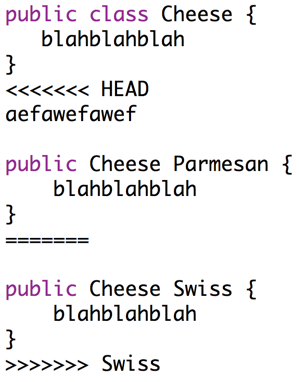 public class Cheese {
   blahblahblah
}
<<<<<<< HEAD
aefawefawef

public Cheese Parmesan {
    blahblahblah
}
=======

public Cheese Swiss {
    blahblahblah
}
>>>>>>> Swiss